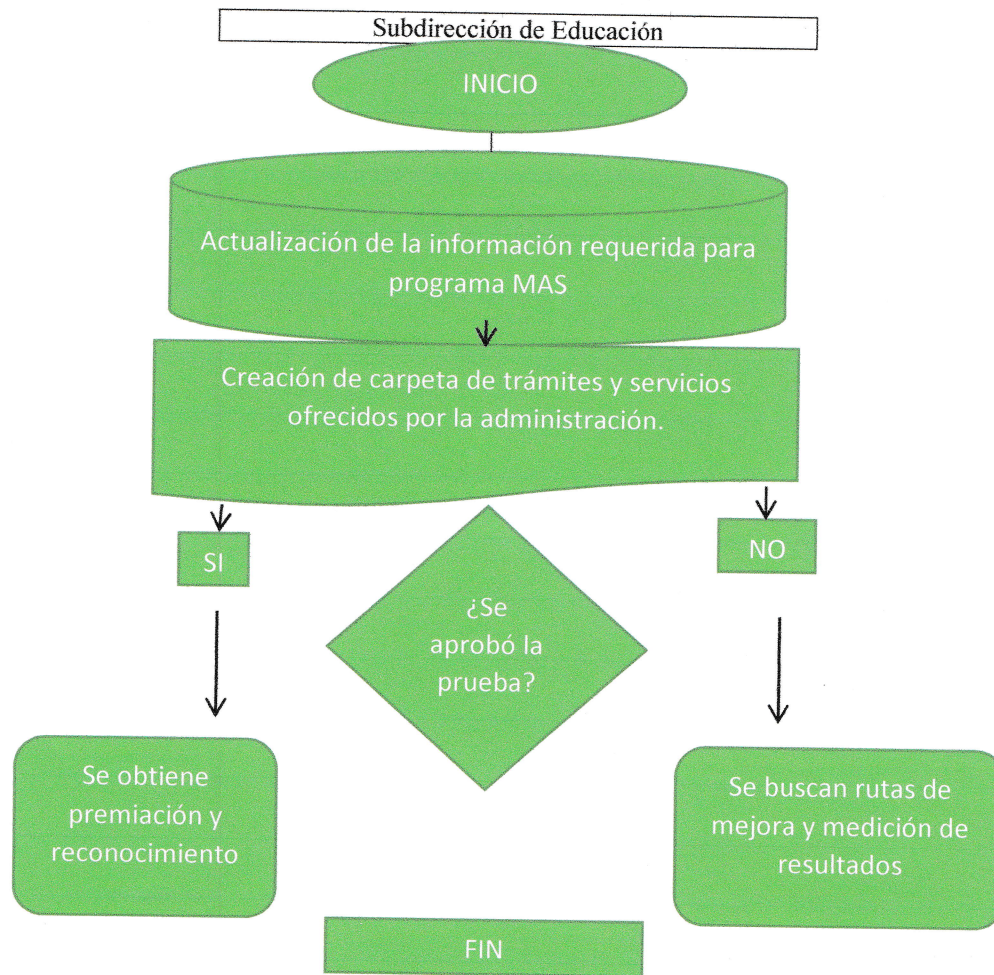 Subdirección de Educación
INICIO
Actualización de la información requerida para
programa MAS
Creación de carpeta de trámites y servicios
ofrecidos por la administración.
SI
NO
¿Se
aprobó la
prueba?
Se obtiene
premiación y
reconocimiento
Se buscan rutas de
mejora y medición de
resultados
FIN